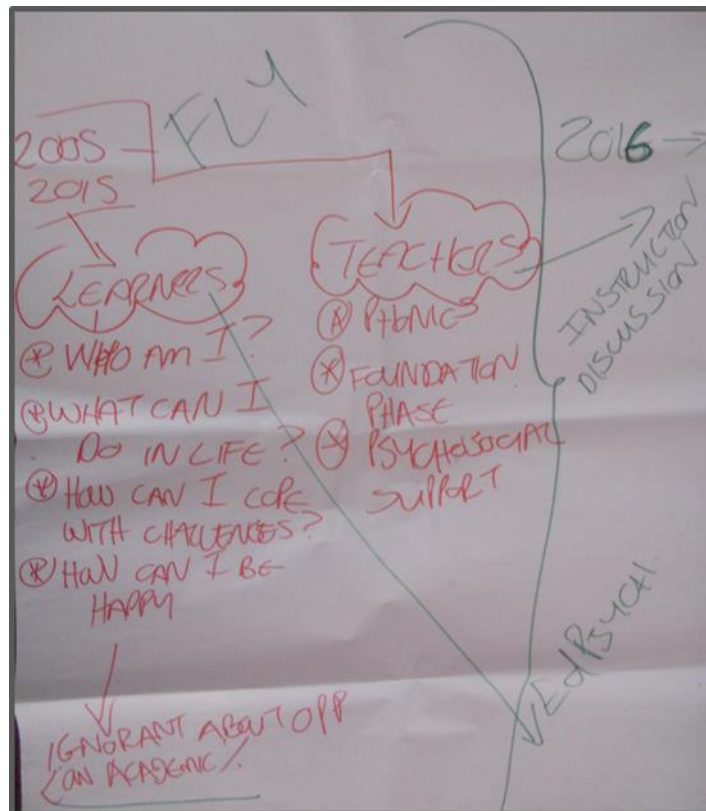 FLY
2005
2015
2016
LEARNERS
WHO AM I?
WHAT CAN I
DO IN LIFE?
HOW CAN I COPE
WITH CHALLENGES?
HOW CAN I BE
HAPPY
IGNORANT ABOUT OPP
ACADEMIC
TEACHERS
PHONICS
FOUNDATION
PHASE
PSYCHOSOCIAL
SUPPORT
INSTRUCTION
DISCUSSION
EdPSYCH